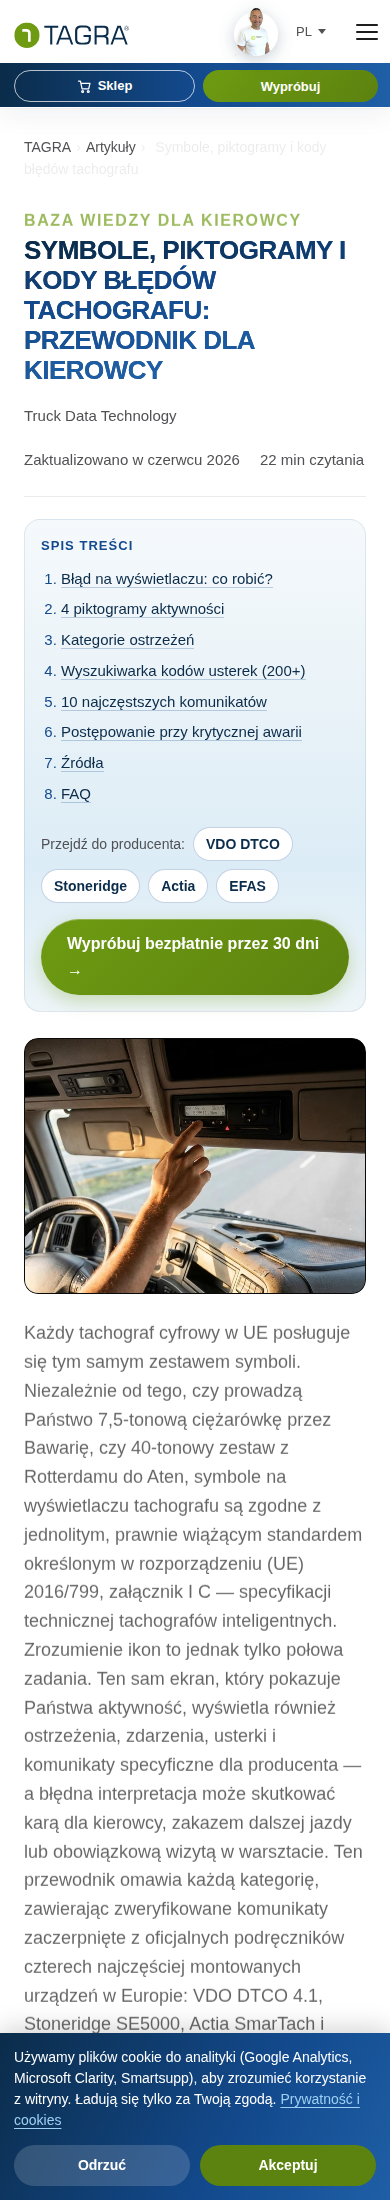 TAGRA®
PL
Sklep
Wypróbuj
TAGRA › Artykuły › Symbole, piktogramy i kody
błędów tachografu
BAZA WIEDZY DLA KIEROWCY
SYMBOLE, PIKTOGRAMY I
KODY BŁĘDÓW
TACHOGRAFU:
PRZEWODNIK DLA
KIEROWCY
Truck Data Technology
Zaktualizowano w czerwcu 2026 22 min czytania
SPIS TREŚCI
1. Błąd na wyświetlaczu: co robić?
2. 4 piktogramy aktywności
3. Kategorie ostrzeżeń
4. Wyszukiwarka kodów usterek (200+)
5. 10 najczęstszych komunikatów
6. Postępowanie przy krytycznej awarii
7. Źródła
8. FAQ
Przejdź do producenta: VDO DTCO
Stoneridge Actia EFAS
Wypróbuj bezpłatnie przez 30 dni
→
Każdy tachograf cyfrowy w UE posługuje
się tym samym zestawem symboli.
Niezależnie od tego, czy prowadzą
Państwo 7,5-tonową ciężarówkę przez
Bawarię, czy 40-tonowy zestaw z
Rotterdamu do Aten, symbole na
wyświetlaczu tachografu są zgodne z
jednolitym, prawnie wiążącym standardem
określonym w rozporządzeniu (UE)
2016/799, załącznik I C — specyfikacji
technicznej tachografów inteligentnych.
Zrozumienie ikon to jednak tylko połowa
zadania. Ten sam ekran, który pokazuje
Państwa aktywność, wyświetla również
ostrzeżenia, zdarzenia, usterki i
komunikaty specyficzne dla producenta —
a błędna interpretacja może skutkować
karą dla kierowcy, zakazem dalszej jazdy
lub obowiązkową wizytą w warsztacie. Ten
przewodnik omawia każdą kategorię,
zawierając zweryfikowane komunikaty
zaczerpnięte z oficjalnych podręczników
czterech najczęściej montowanych
urządzeń w Europie: VDO DTCO 4.1,
Stoneridge SE5000, Actia SmarTach i
Używamy plików cookie do analityki (Google Analytics,
Microsoft Clarity, Smartsupp), aby zrozumieć korzystanie
z witryny. Ładują się tylko za Twoją zgodą. Prywatność i
cookies
Odrzuć
Akceptuj